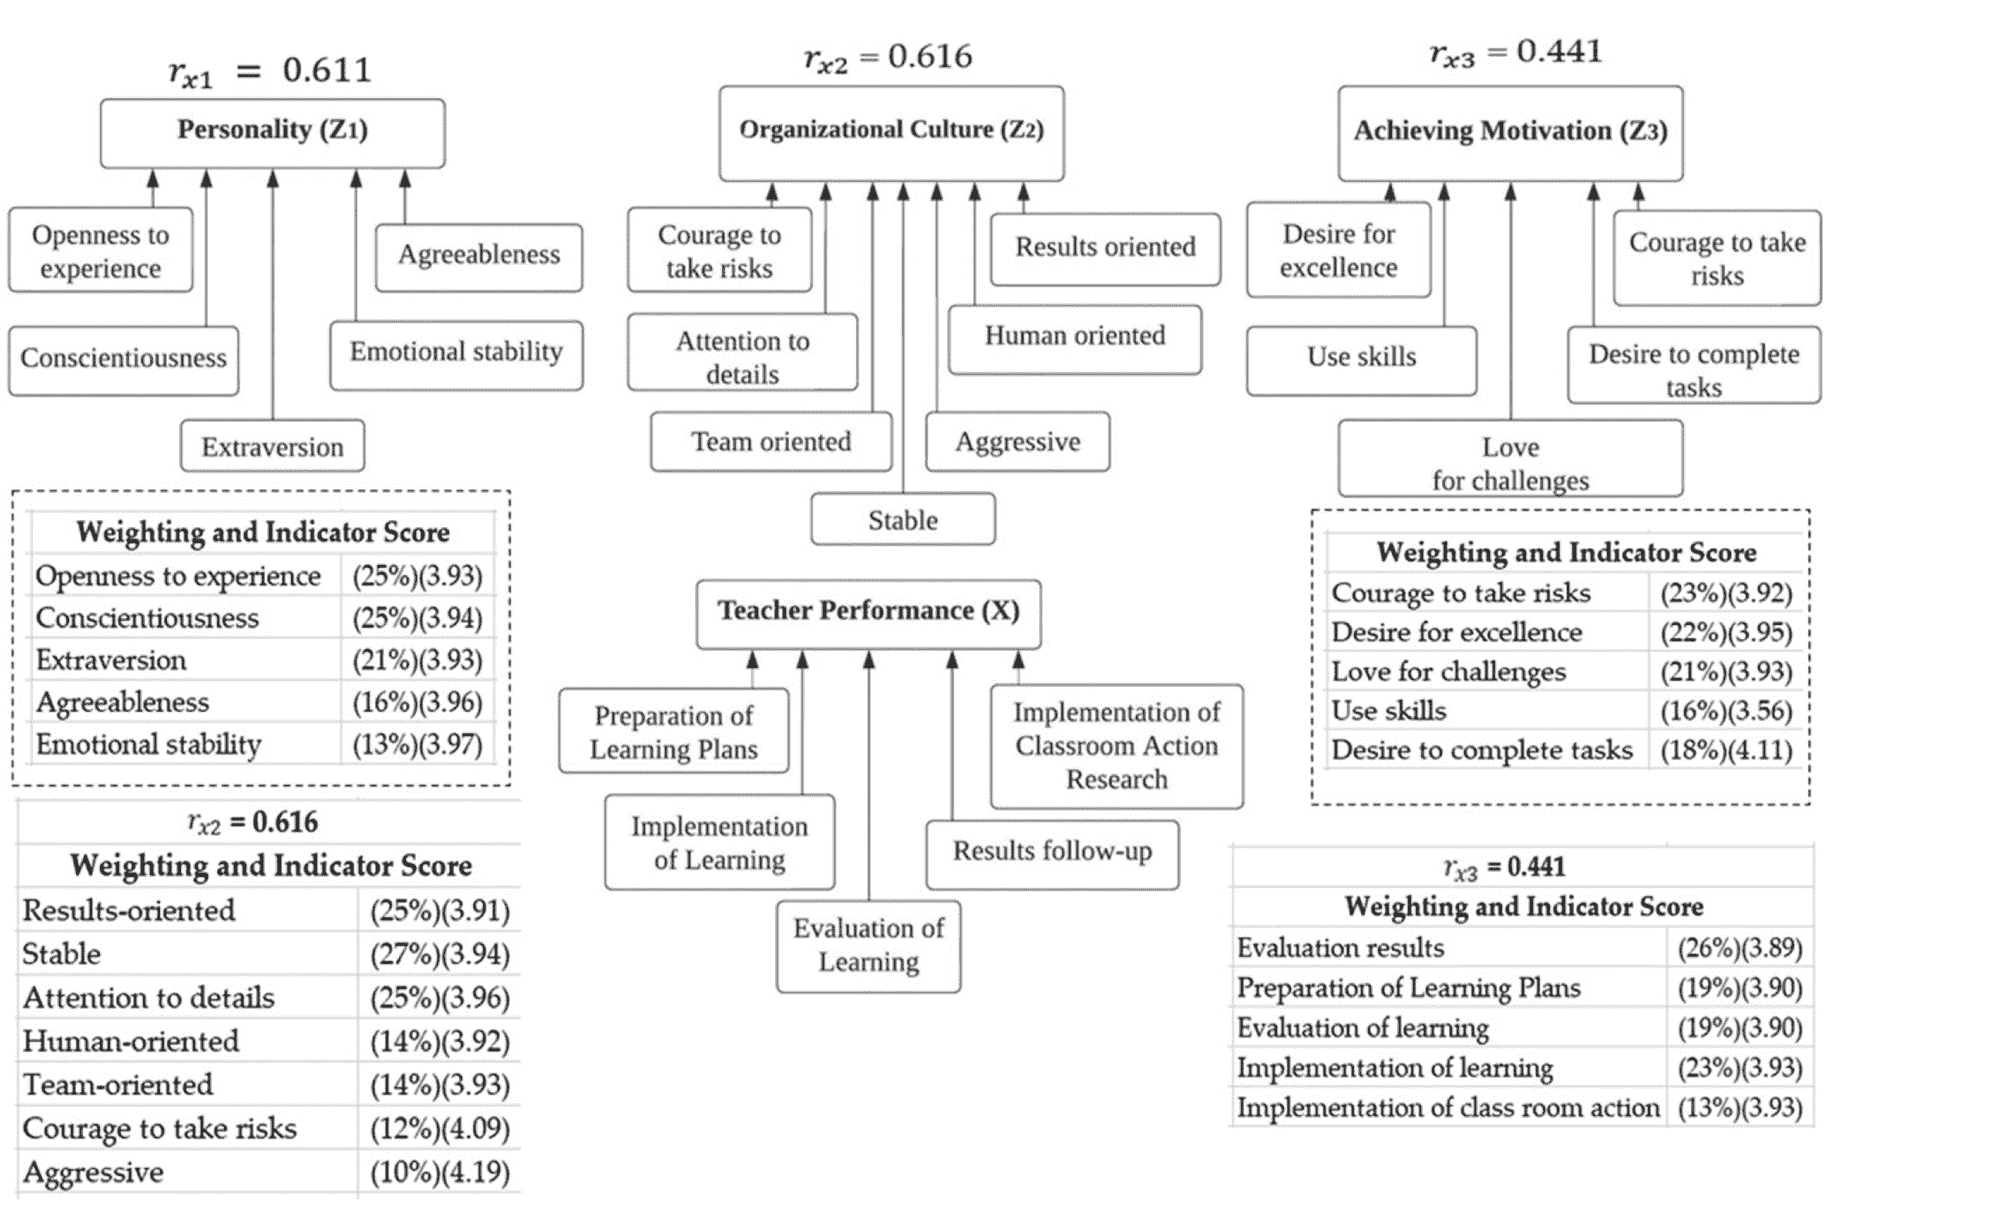 rx1 = 0.611
Personality (Z1)
Openness to
experience
Agreeableness
Conscientiousness
Emotional stability
Extraversion
rx2 = 0.616
Organizational Culture (Z2)
Courage to
take risks
Results oriented
Attention to
details
Human oriented
Team oriented
Aggressive
Stable
rx3 = 0.441
Achieving Motivation (Z3)
Desire for
excellence
Courage to take
risks
Use skills
Desire to complete
tasks
Love
for challenges
Weighting and Indicator Score
Openness to experience (25%)(3.93)
Conscientiousness (25%)(3.94)
Extraversion (21%)(3.93)
Agreeableness (16%)(3.96)
Emotional stability (13%)(3.97)
rx2 = 0.616
Weighting and Indicator Score
Results-oriented (25%)(3.91)
Stable (27%)(3.94)
Attention to details (25%)(3.96)
Human-oriented (14%)(3.92)
Team-oriented (14%)(3.93)
Courage to take risks (12%)(4.09)
Aggressive (10%)(4.19)
Teacher Performance (X)
Preparation of
Learning Plans
Implementation of
Classroom Action
Research
Implementation
of Learning
Results follow-up
Evaluation of
Learning
Weighting and Indicator Score
Courage to take risks (23%)(3.92)
Desire for excellence (22%)(3.95)
Love for challenges (21%)(3.93)
Use skills (16%)(3.56)
Desire to complete tasks (18%)(4.11)
rx3 = 0.441
Weighting and Indicator Score
Evaluation results (26%)(3.89)
Preparation of Learning Plans (19%)(3.90)
Evaluation of learning (19%)(3.90)
Implementation of learning (23%)(3.93)
Implementation of class room action (13%)(3.93)